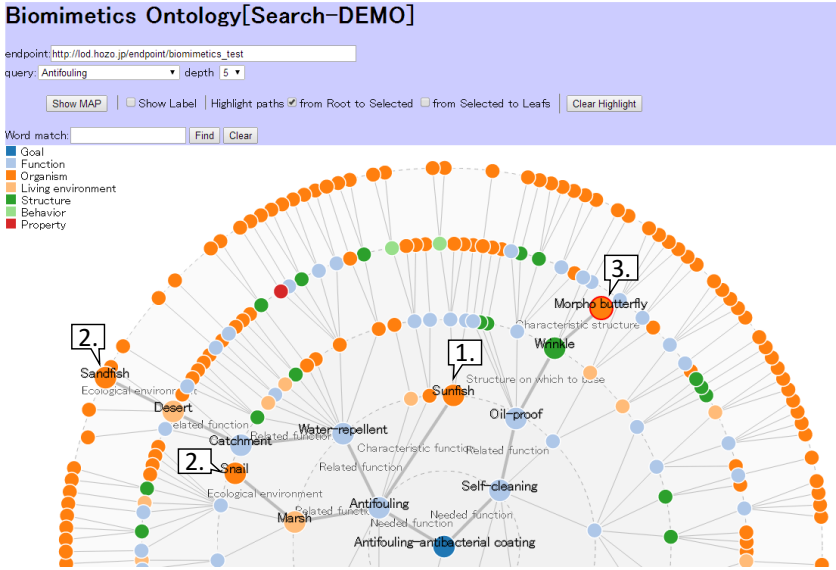 Biomimetics Ontology[Search-DEMO]
endpoint: http://lod.hozo.jp/endpoint/biomimetics_test
query: Antifouling depth 5
Show MAP Show Label Highlight paths from Root to Selected from Selected to Leafs Clear Highlight
Word match: Find Clear
Goal
Function
Organism
Living environment
Structure
Behavior
Property
3.
Morpho butterfly
Characteristic structure
2.
1.
Wrinkle
Sandfish
Structure on which to base
Ecological environment
Sunfish
Desert
Oil-proof
Related function
Water-repellent
Catchment
Related function
Characteristic function
Related function
2.
Snail
Related function
Self-cleaning
Ecological environment
Antifouling
Marsh
Related function
Needed function
Needed function
Antifouling-antibacterial coating